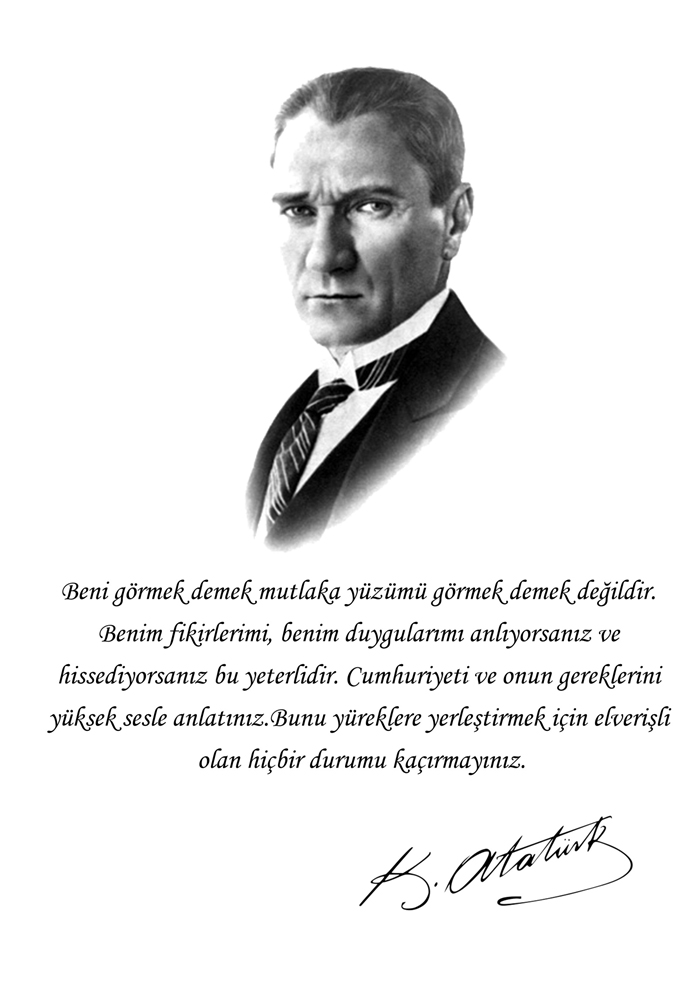 Beni görmek demek mutlaka yüzümü görmek demek değildir.
Benim fikirlerimi, benim duygularımı anlıyorsanız ve
hissediyorsanız bu yeterlidir. Cumhuriyeti ve onun gereklerini
yüksek sesle anlatınız.Bunu yüreklere yerleştirmek için elverişli
olan hiçbir durumu kaçırmayınız.
K. Atatürk